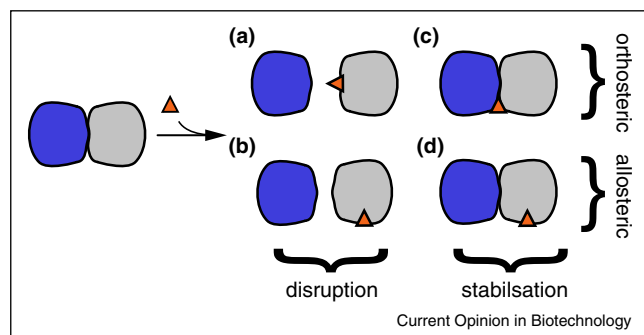 (a)
(c)
orthosteric
(b)
(d)
allosteric
disruption
stabilsation
Current Opinion in Biotechnology